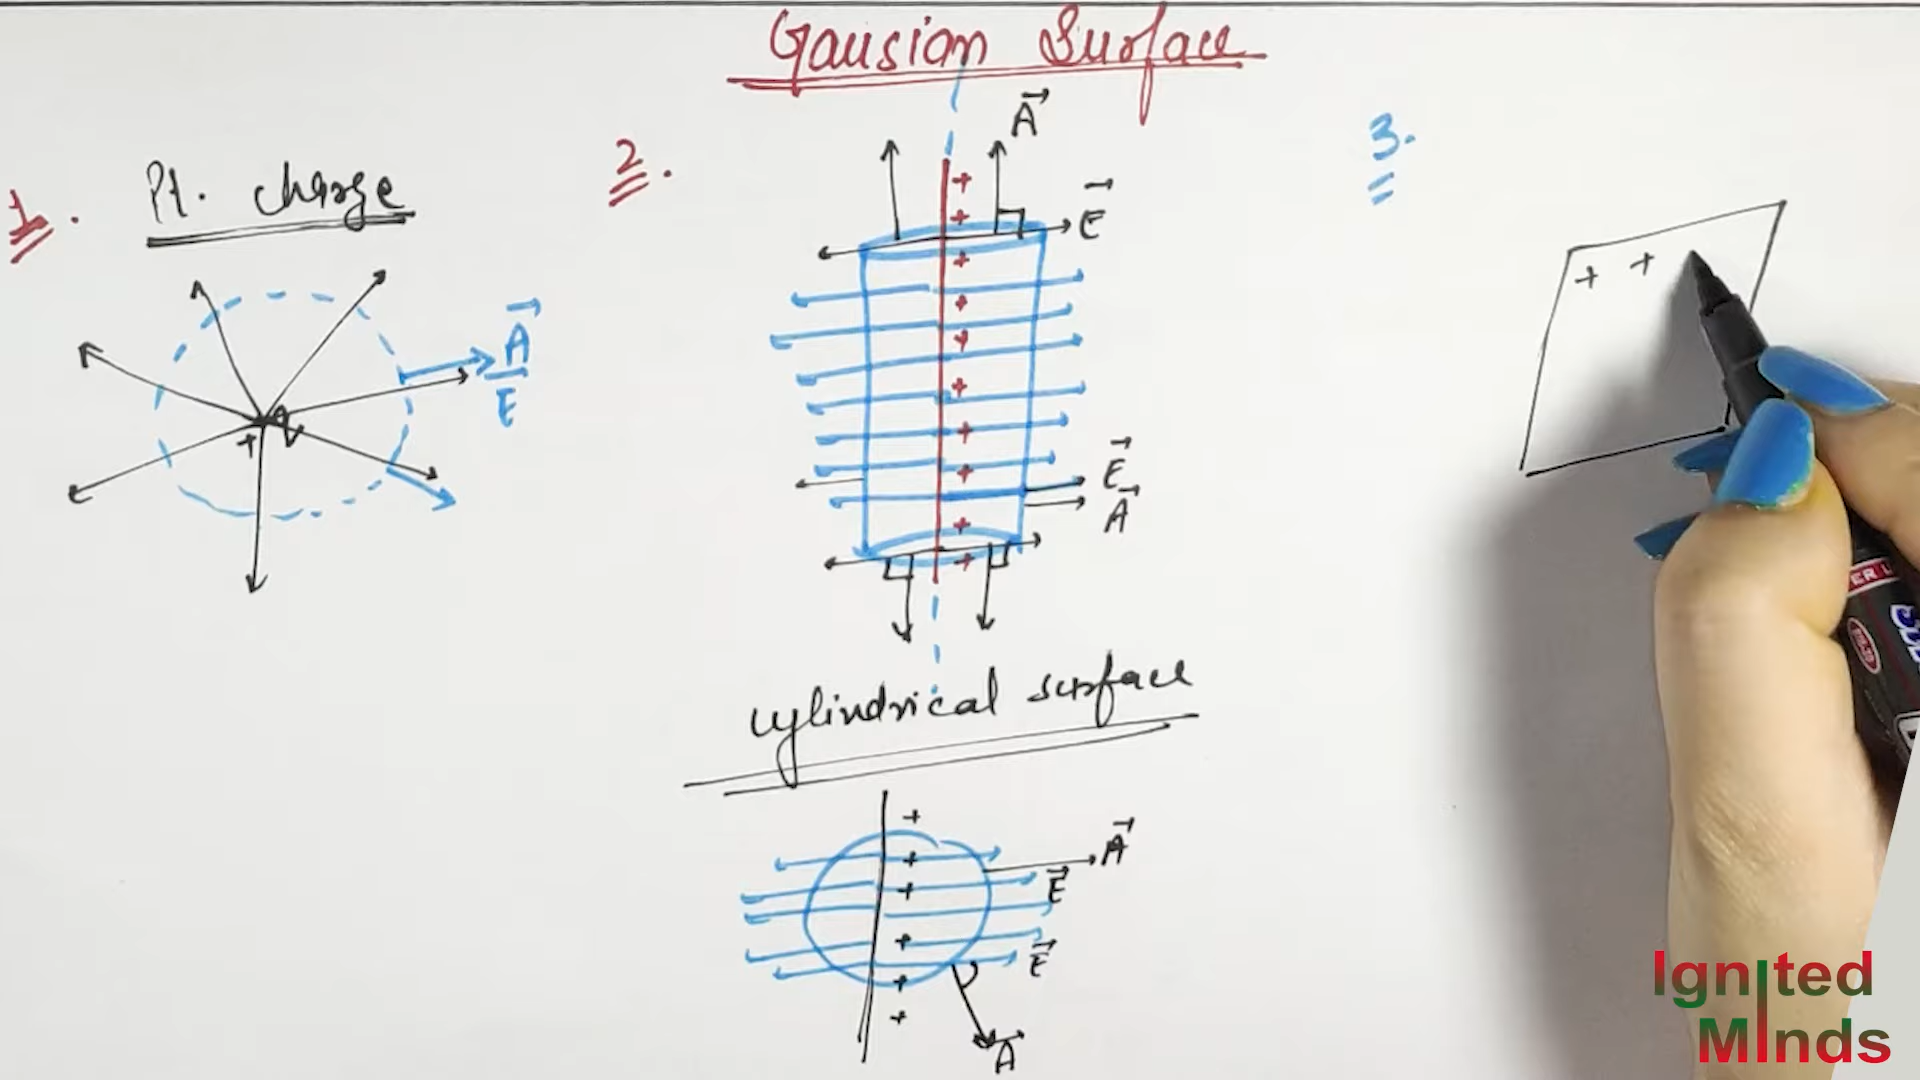 Gausian Surface
1.
Pt. charge
A
E
+
q
2.
A
E
+
+
+
+
+
+
+
+
+
+
E
A
cylindrical surface
+
+
+
+
+
+
A
E
E
A
3.
+ +
Ignited
Minds